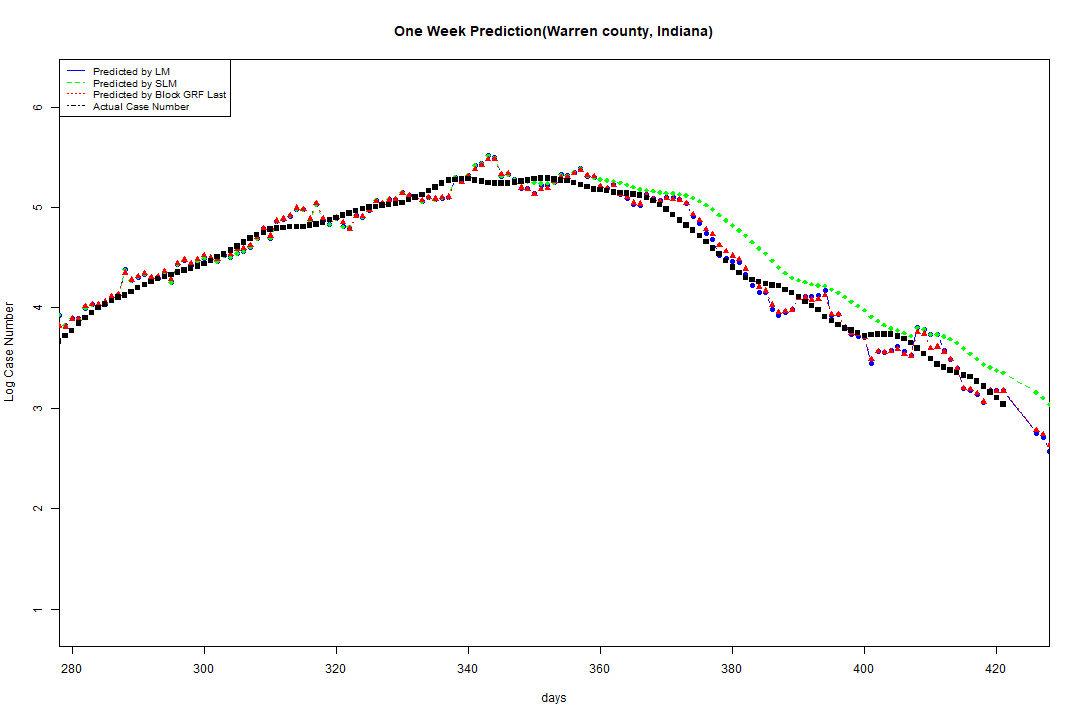 One Week Prediction(Warren county, Indiana)
Predicted by LM
Predicted by SLM
Predicted by Block GRF Last
Actual Case Number
6
5
4
3
2
1
Log Case Number
280 300 320 340 360 380 400 420
days